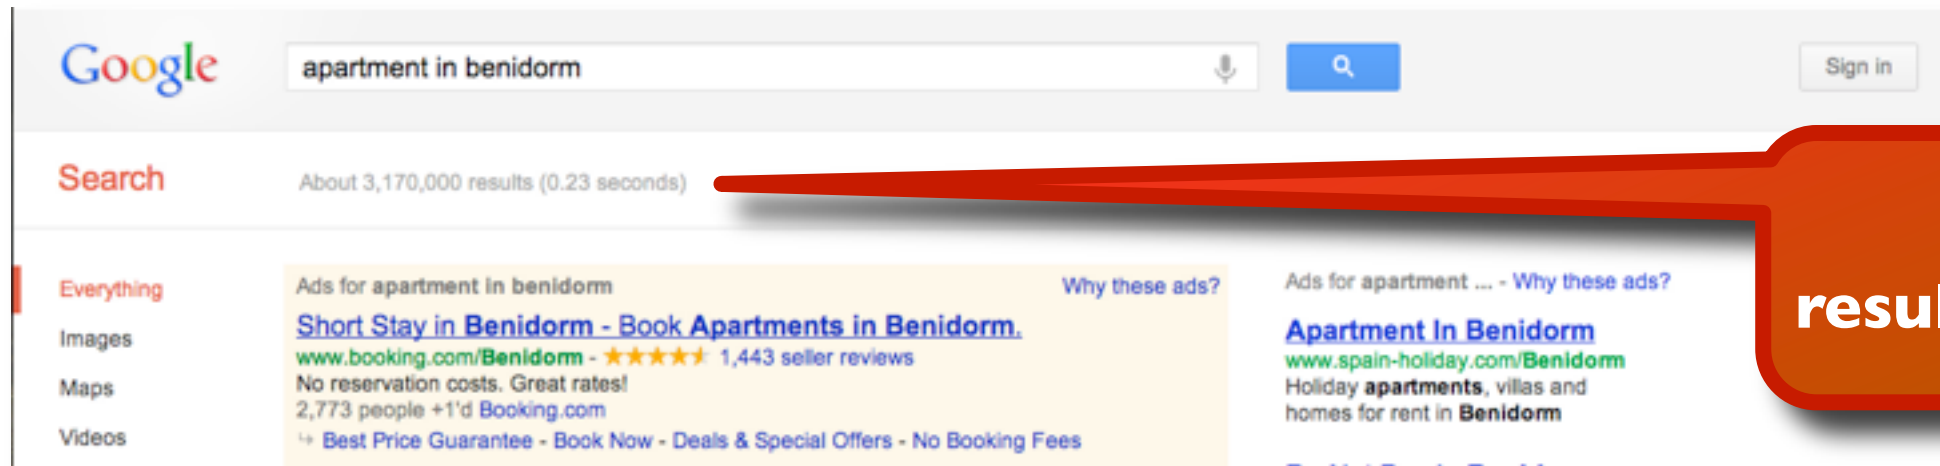 Google
apartment in benidorm
Sign in
Search
About 3,170,000 results (0.23 seconds)
Everything
Images
Maps
Videos
Ads for apartment in benidorm
Why these ads?
Short Stay in Benidorm - Book Apartments in Benidorm.
www.booking.com/Benidorm - 1,443 seller reviews
No reservation costs. Great rates!
2,773 people +1'd Booking.com
Best Price Guarantee - Book Now - Deals & Special Offers - No Booking Fees
Ads for apartment ... - Why these ads?
Apartment In Benidorm
www.spain-holiday.com/Benidorm
Holiday apartments, villas and
homes for rent in Benidorm